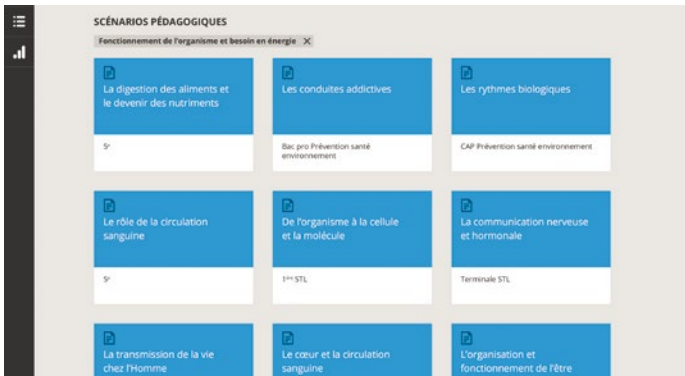 SCÉNARIOS PÉDAGOGIQUES
Fonctionnement de l'organisme et besoin en énergie X
La digestion des aliments et
le devenir des nutriments
5e
Les conduites addictives
Bac pro Prévention santé
environnement
Les rythmes biologiques
CAP Prévention santé environnement
Le rôle de la circulation
sanguine
5e
De l'organisme à la cellule
et la molécule
1ère STL
La communication nerveuse
et hormonale
Terminale STL
La transmission de la vie
chez l'Homme
Le cœur et la circulation
sanguine
L'organisation et
fonctionnement de l'être